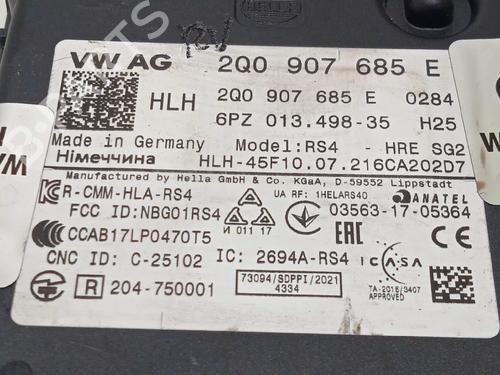 HELLA
VW AG 2Q0 907 685 E
HLH 2Q0 907 685 E 0284
6PZ 013.498-35 H25
Made in Germany Model:RS4 - HRE SG2
Німеччина HLH-45F10.07.216CA202D7
Manufactured by Hella GmbH & Co. KGaA, D-59552 Lippstadt
R-CMM-HLA-RS4 UA RF: 1HELARS40 ANATEL
FCC ID:NBG01RS4 03563-17-05364
CCAB17LP0470T5 И 011 17 EAC
CNC ID: C-25102 IC: 2694A-RS4 ICASA
R 204-750001 73094/SDPPI/2021 TA-2016/3407
4334 APPROVED